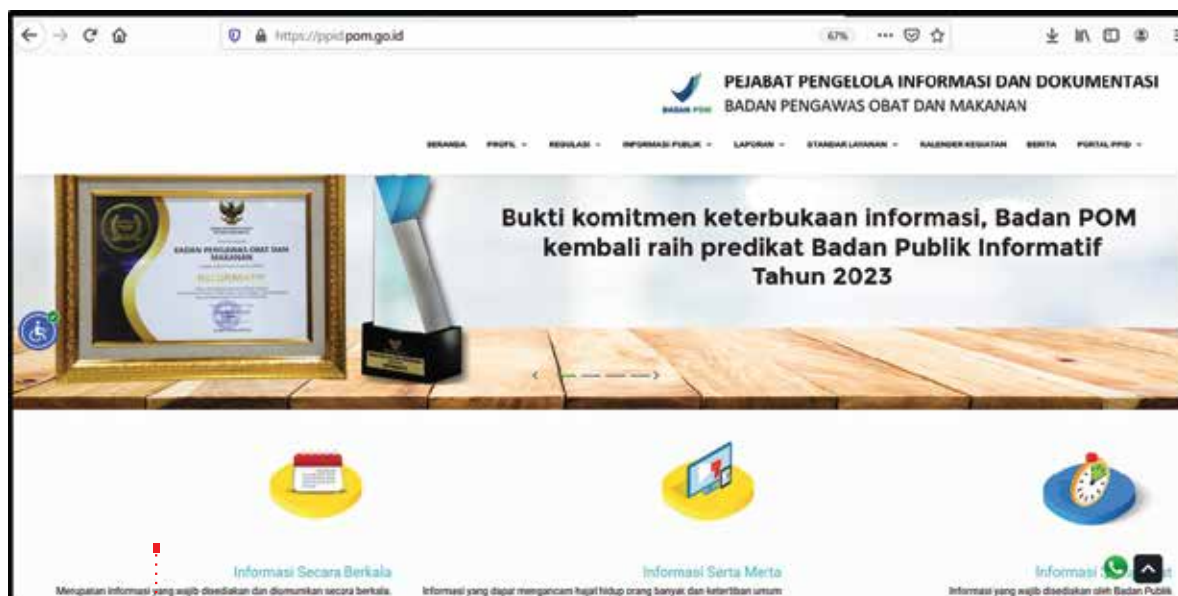 https://ppid.pom.go.id
67%
PEJABAT PENGELOLA INFORMASI DAN DOKUMENTASI
BADAN POM
BADAN PENGAWAS OBAT DAN MAKANAN
BERANDA PROFIL REGULASI INFORMASI PUBLIK LAPORAN STANDAR LAYANAN KALENDER KEGIATAN BERITA PORTAL PPID
BADAN PENGAWAS OBAT DAN
MAKANAN
Bukti komitmen keterbukaan informasi, Badan POM
kembali raih predikat Badan Publik Informatif
Tahun 2023
Informasi Secara Berkala
Informasi Serta Merta
Informasi
Merupakan informasi yang wajib disediakan dan diumumkan secara berkala.
Informasi yang dapat mengancam hajat hidup orang banyak dan ketertiban umum
Informasi yang wajib disediakan oleh Badan Publik